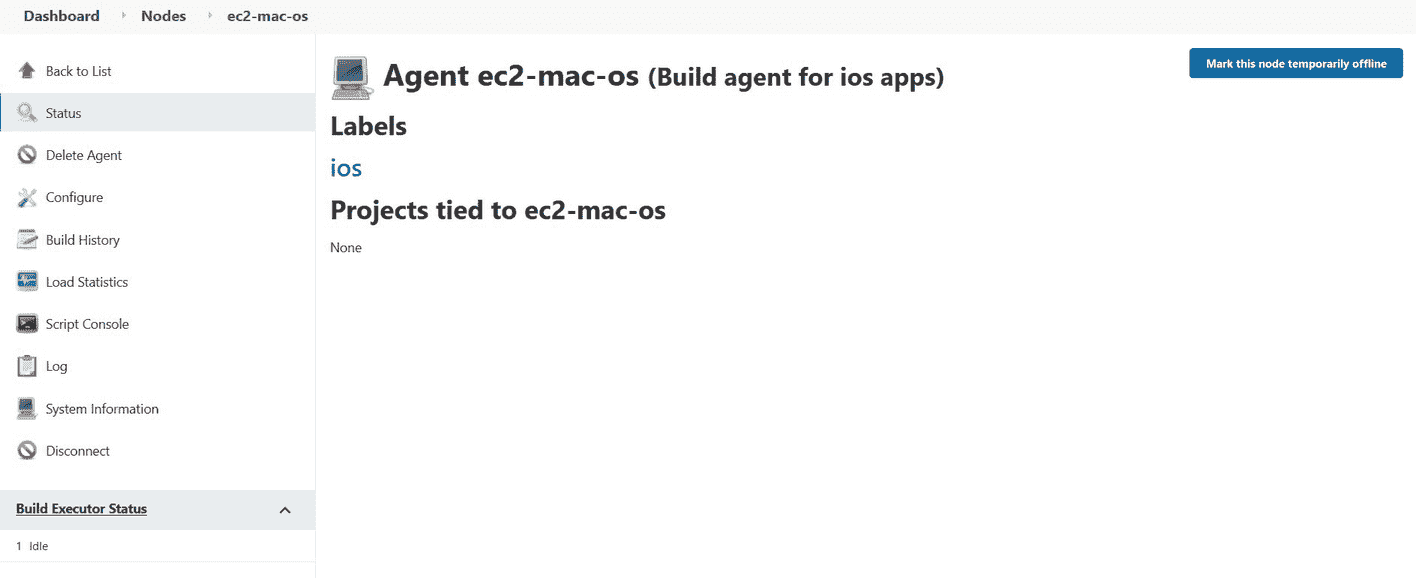 Dashboard Nodes ec2-mac-os
Back to List
Status
Delete Agent
Configure
Build History
Load Statistics
Script Console
Log
System Information
Disconnect
Build Executor Status
1 Idle
Agent ec2-mac-os (Build agent for ios apps)
Mark this node temporarily offline
Labels
ios
Projects tied to ec2-mac-os
None